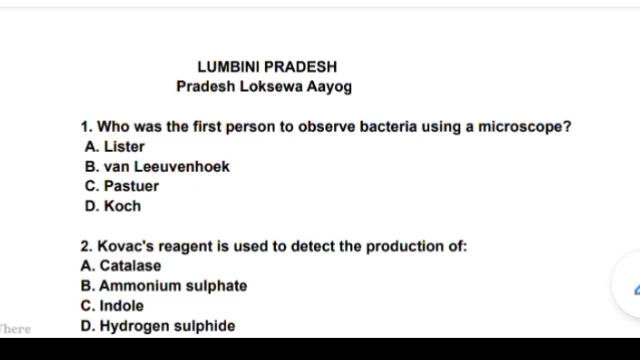 LUMBINI PRADESH
Pradesh Loksewa Aayog
1. Who was the first person to observe bacteria using a microscope?
A. Lister
B. van Leeuvenhoek
C. Pastuer
D. Koch
2. Kovac's reagent is used to detect the production of:
A. Catalase
B. Ammonium sulphate
C. Indole
D. Hydrogen sulphide